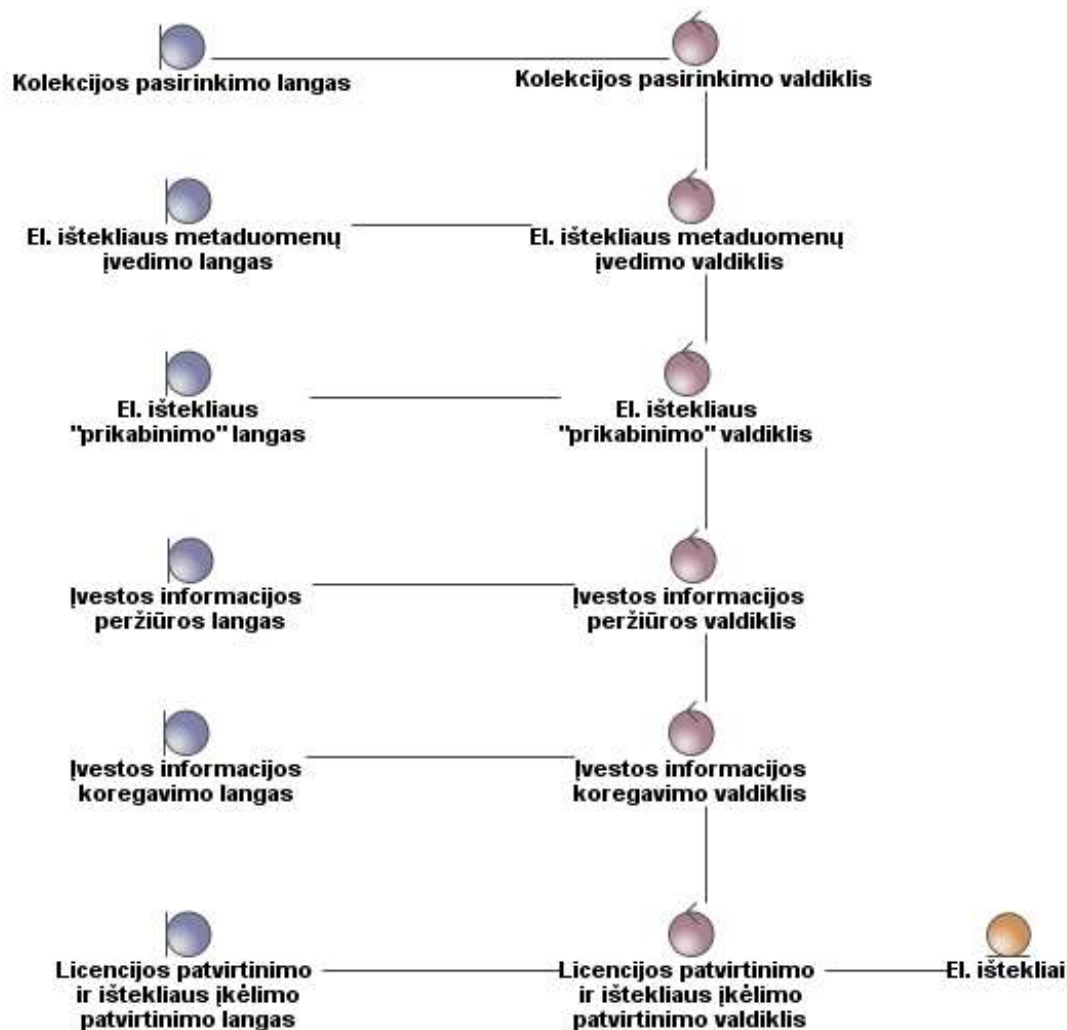 Kolekcijos pasirinkimo langas
Kolekcijos pasirinkimo valdiklis
El. ištekliaus metaduomenų
įvedimo langas
El. ištekliaus metaduomenų
įvedimo valdiklis
El. ištekliaus
"prikabinimo" langas
El. ištekliaus
"prikabinimo" valdiklis
Įvestos informacijos
peržiūros langas
Įvestos informacijos
peržiūros valdiklis
Įvestos informacijos
koregavimo langas
Įvestos informacijos
koregavimo valdiklis
Licencijos patvirtinimo
ir ištekliaus įkėlimo
patvirtinimo langas
Licencijos patvirtinimo
ir ištekliaus įkėlimo
patvirtinimo valdiklis
El. ištekliai